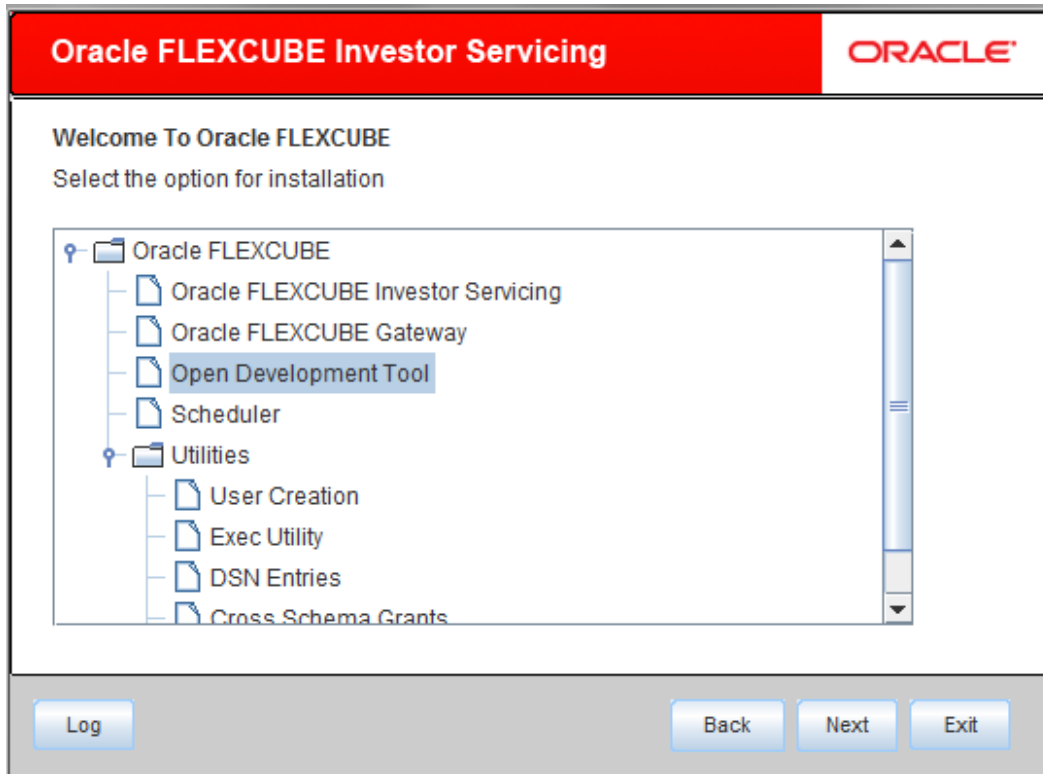 Oracle FLEXCUBE Investor Servicing
ORACLE
Welcome To Oracle FLEXCUBE
Select the option for installation
Oracle FLEXCUBE
Oracle FLEXCUBE Investor Servicing
Oracle FLEXCUBE Gateway
Open Development Tool
Scheduler
Utilities
User Creation
Exec Utility
DSN Entries
Cross Schema Grants
Log
Back
Next
Exit